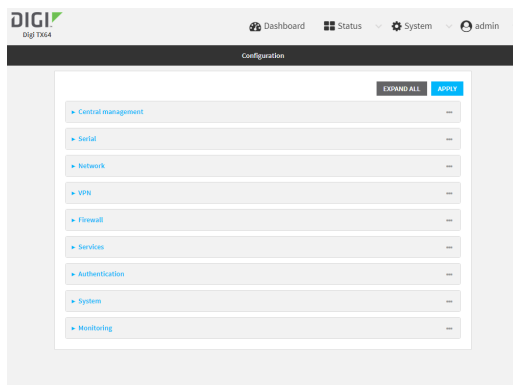 DIGI.
Digi TX64
Dashboard
Status
System
admin
Configuration
EXPAND ALL
APPLY
Central management
Serial
Network
VPN
Firewall
Services
Authentication
System
Monitoring